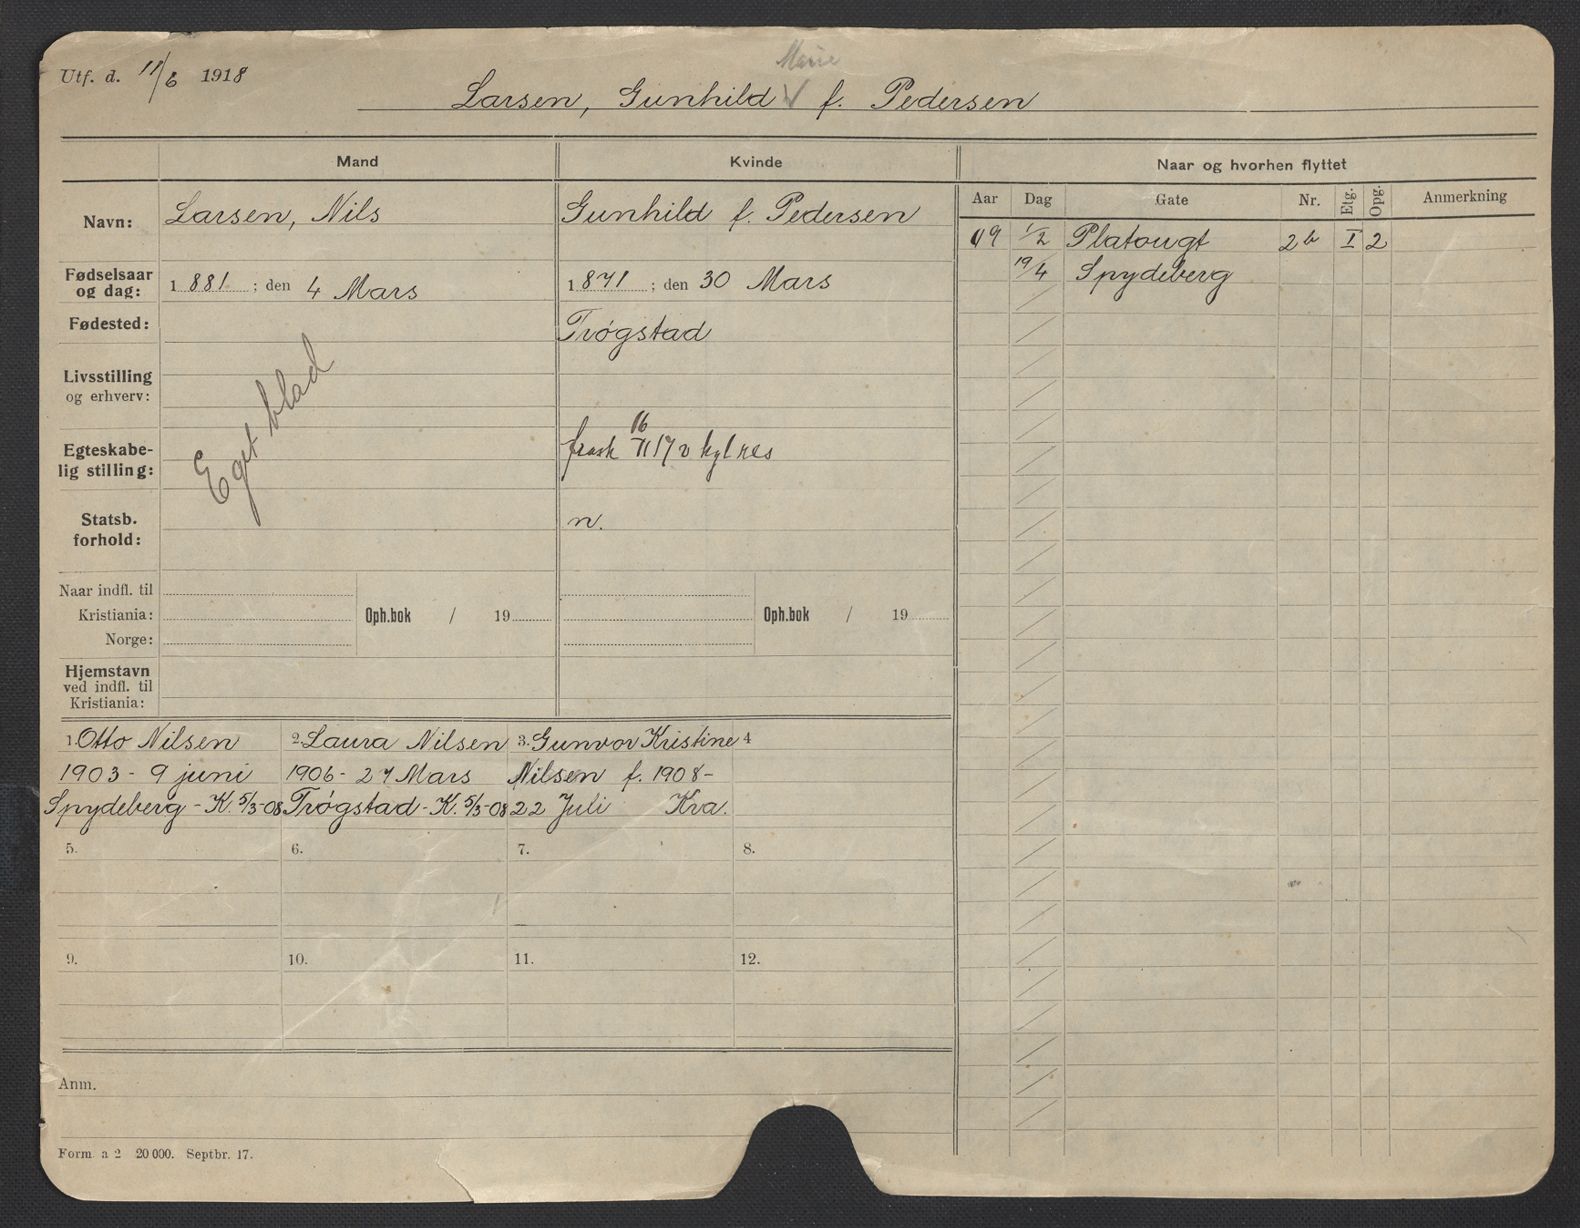 Utf. d. 11/6 1918
Marie
Larsen, Gunhild √ f. Pedersen
Mand
Kvinde
Naar og hvorhen flyttet
Aar Dag Gate Nr. Etg. Opg. Anmerkning
Navn: Larsen, Nils Gunhild f. Pedersen
09 1/2 Platougt 2b I 2
19/4 Spydeberg
Fødselsaar
og dag: 1881; den 4 Mars 1871; den 30 Mars
Fødested: Trøgstad
Livsstilling
og erhverv:
Eget blad
Egteskabe-
lig stilling: 16/11 17
Statsb.
forhold: n.
Naar indfl. til
Kristiania: Oph.bok / 19 Oph.bok / 19
Norge:
Hjemstavn
ved indfl. til
Kristiania:
1. Otto Nilsen 2. Laura Nilsen 3. Gunvor Kristine 4
1903 - 9 juni 1906 - 27 Mars Nilsen f. 1908 -
Spydeberg - K. 5/3-08 Trøgstad - K. 5/3-08 22 Juli Kra.
5. 6. 7. 8.
9. 10. 11. 12.
Anm.
Form a 2 20 000. Septbr. 17.